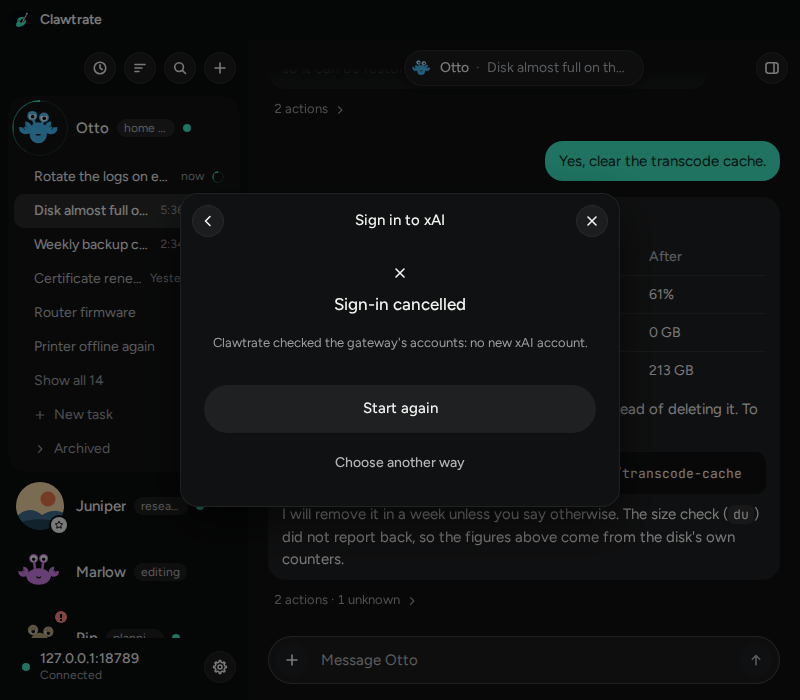 Clawtrate
Otto · Disk almost full on th...
2 actions
Otto home ...
Yes, clear the transcode cache.
Rotate the logs on e... now
Disk almost full o... 5:36
Weekly backup c... 2:34
Certificate rene... Yeste
Router firmware
Printer offline again
Show all 14
+ New task
Archived
Juniper resea...
Marlow editing
Pip planni...
127.0.0.1:18789
Connected
Sign in to xAI
Sign-in cancelled
Clawtrate checked the gateway's accounts: no new xAI account.
Start again
Choose another way
After
61%
0 GB
213 GB
ead of deleting it. To
/transcode-cache
I will remove it in a week unless you say otherwise. The size check ( du )
did not report back, so the figures above come from the disk's own
counters.
2 actions · 1 unknown
Message Otto